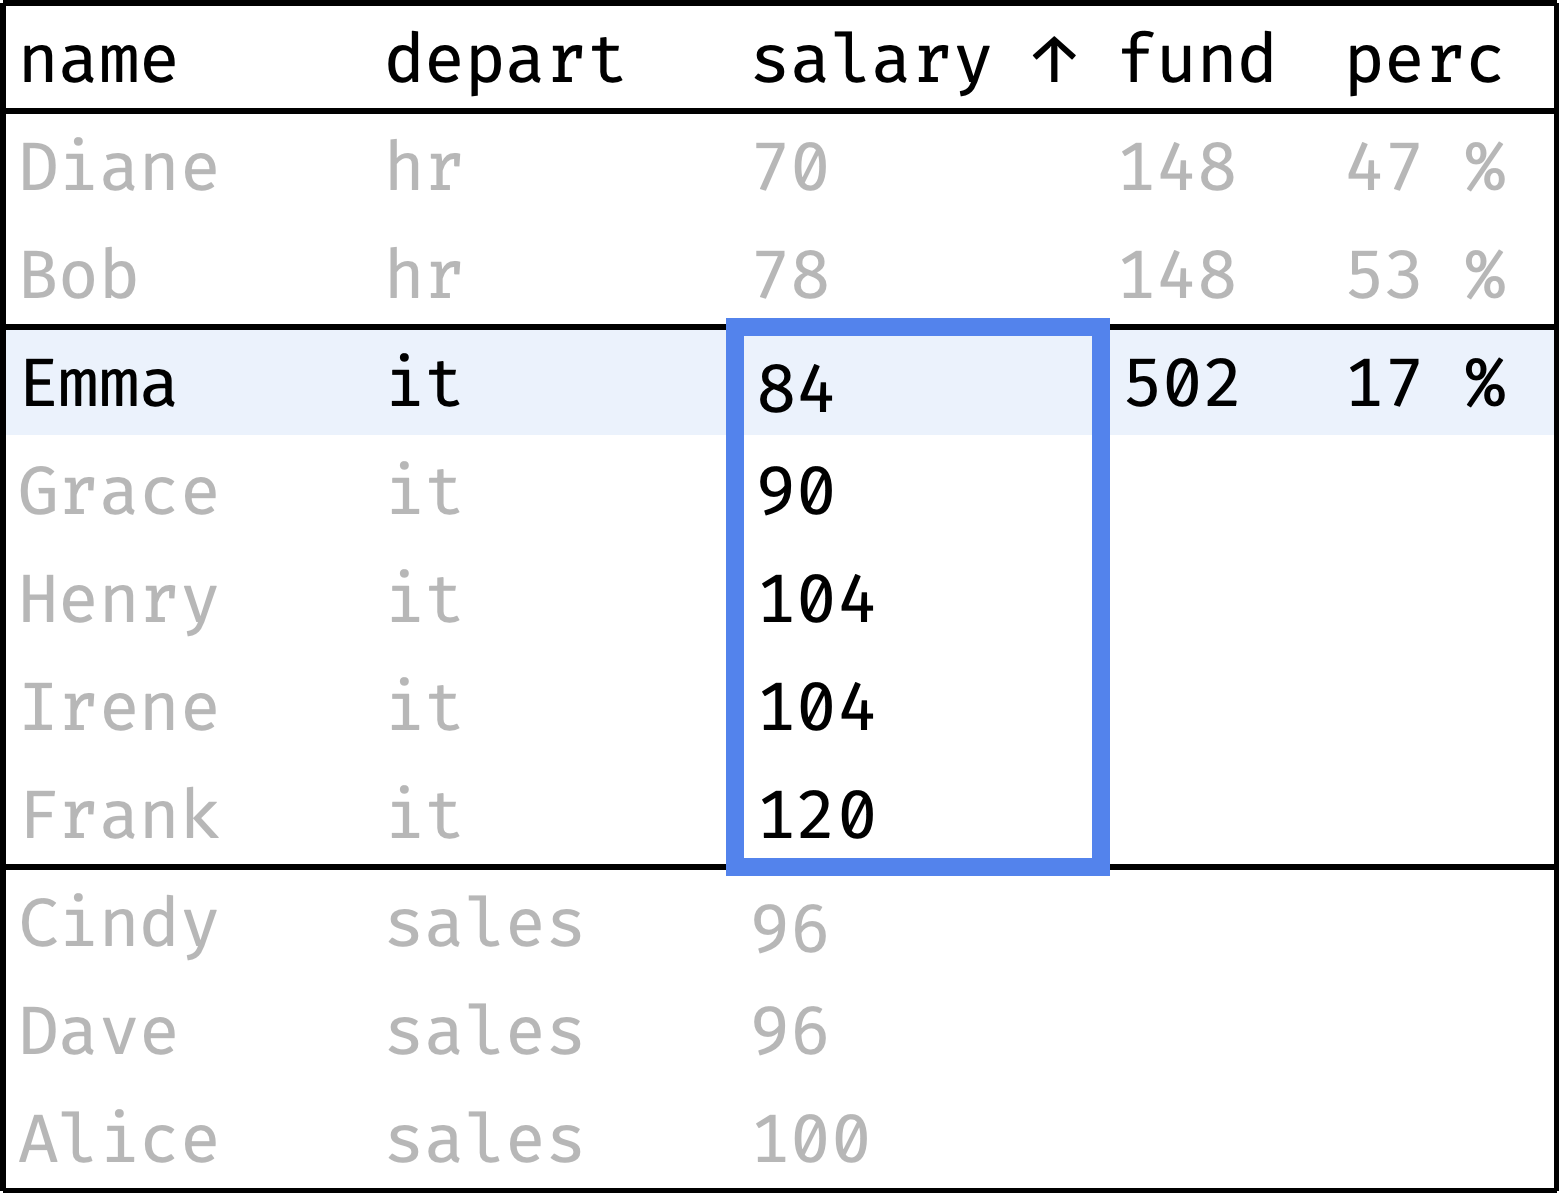 name depart salary ↑ fund perc
Diane hr 70 148 47 %
Bob hr 78 148 53 %
Emma it 84 502 17 %
Grace it 90
Henry it 104
Irene it 104
Frank it 120
Cindy sales 96
Dave sales 96
Alice sales 100